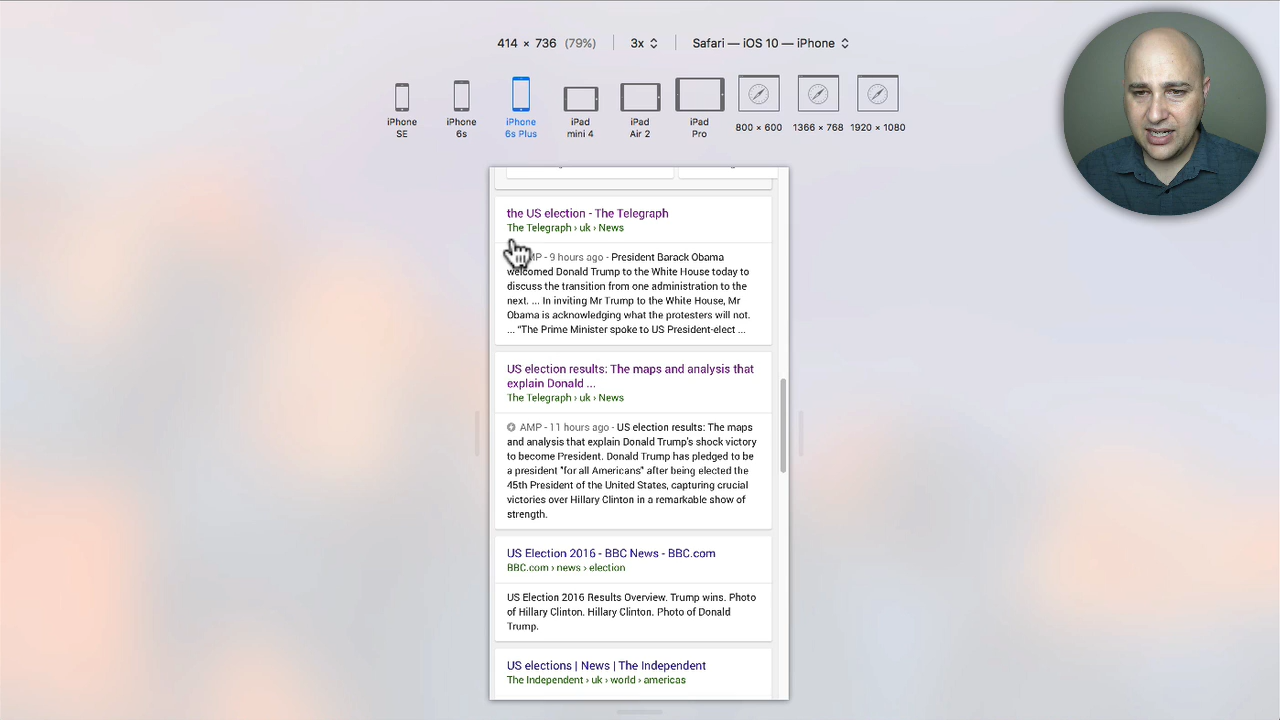 414 × 736 (79%)
3x
Safari — iOS 10 — iPhone
iPhone
SE
iPhone
6s
iPhone
6s Plus
iPad
mini 4
iPad
Air 2
iPad
Pro
800 × 600
1366 × 768
1920 × 1080
the US election - The Telegraph
The Telegraph › uk › News
9 hours ago - President Barack Obama
welcomed Donald Trump to the White House today to
discuss the transition from one administration to the
next. ... In inviting Mr Trump to the White House, Mr
Obama is acknowledging what the protesters will not.
... "The Prime Minister spoke to US President-elect ...
US election results: The maps and analysis that
explain Donald ...
The Telegraph › uk › News
AMP - 11 hours ago - US election results: The maps
and analysis that explain Donald Trump's shock victory
to become President. Donald Trump has pledged to be
a president "for all Americans" after being elected the
45th President of the United States, capturing crucial
victories over Hillary Clinton in a remarkable show of
strength.
US Election 2016 - BBC News - BBC.com
BBC.com › news › election
US Election 2016 Results Overview. Trump wins. Photo
of Hillary Clinton. Hillary Clinton. Photo of Donald
Trump.
US elections | News | The Independent
The Independent › uk › world › americas